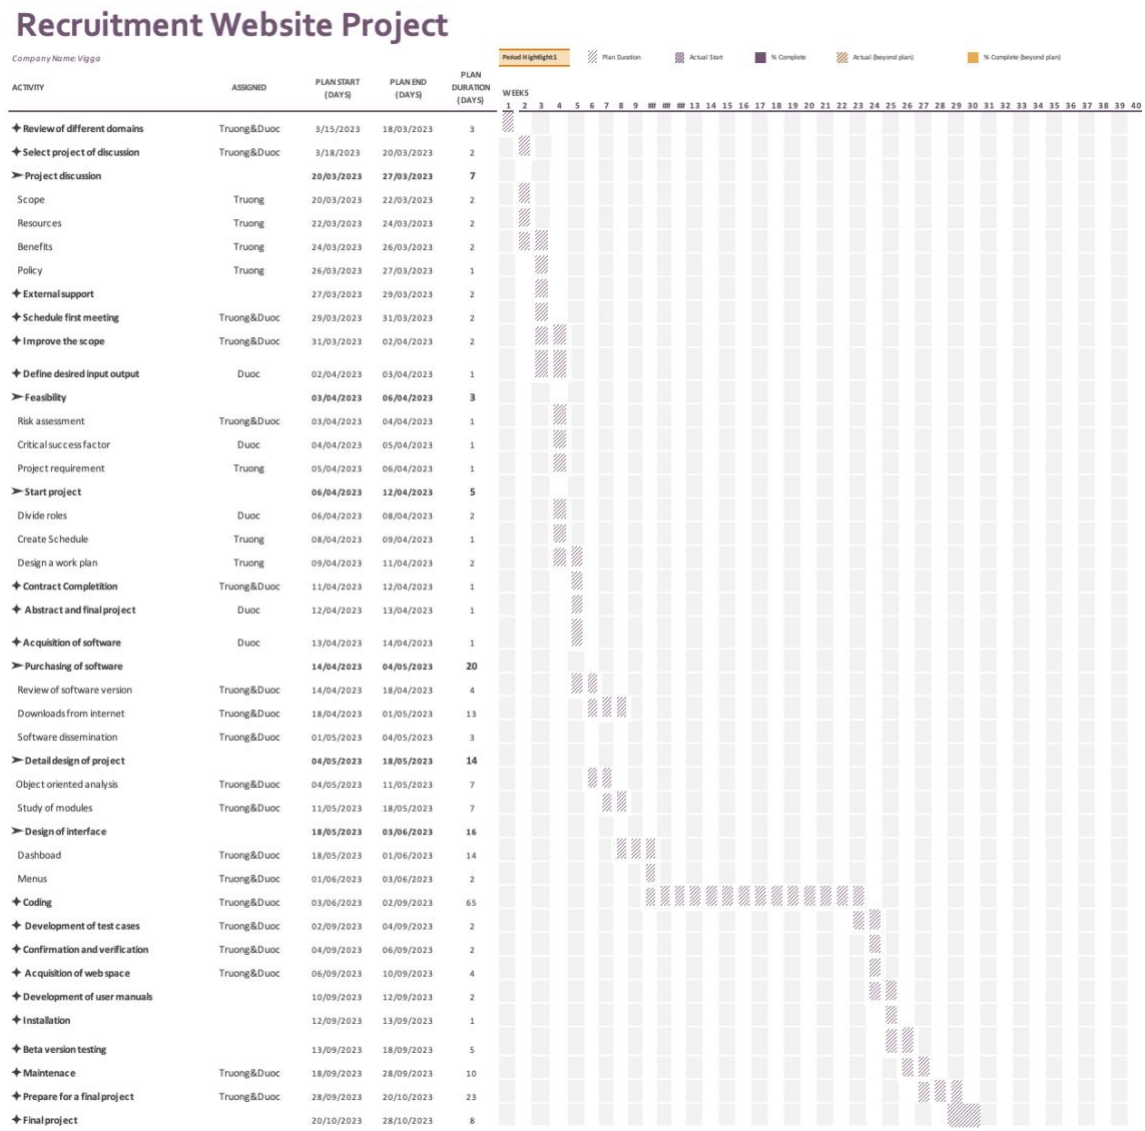 Recruitment Website Project
Company Name: Vigga
Period Highlight:1 Plan Duration Actual Start % Complete Actual (beyond plan) % Complete (beyond plan)
ACTIVITY ASSIGNED PLAN START (DAYS) PLAN END (DAYS) PLAN DURATION (DAYS) WEEKS
1 2 3 4 5 6 7 8 9 ## ## ## 13 14 15 16 17 18 19 20 21 22 23 24 25 26 27 28 29 30 31 32 33 34 35 36 37 38 39 40
Review of different domains Truong&Duoc 3/15/2023 18/03/2023 3
Select project of discussion Truong&Duoc 3/18/2023 20/03/2023 2
Project discussion 20/03/2023 27/03/2023 7
Scope Truong 20/03/2023 22/03/2023 2
Resources Truong 22/03/2023 24/03/2023 2
Benefits Truong 24/03/2023 26/03/2023 2
Policy Truong 26/03/2023 27/03/2023 1
External support 27/03/2023 29/03/2023 2
Schedule first meeting Truong&Duoc 29/03/2023 31/03/2023 2
Improve the scope Truong&Duoc 31/03/2023 02/04/2023 2
Define desired input output Duoc 02/04/2023 03/04/2023 1
Feasibility 03/04/2023 06/04/2023 3
Risk assessment Truong&Duoc 03/04/2023 04/04/2023 1
Critical success factor Duoc 04/04/2023 05/04/2023 1
Project requirement Truong 05/04/2023 06/04/2023 1
Start project 06/04/2023 12/04/2023 5
Divide roles Duoc 06/04/2023 08/04/2023 2
Create Schedule Truong 08/04/2023 09/04/2023 1
Design a work plan Truong 09/04/2023 11/04/2023 2
Contract Completition Truong&Duoc 11/04/2023 12/04/2023 1
Abstract and final project Duoc 12/04/2023 13/04/2023 1
Acquisition of software Duoc 13/04/2023 14/04/2023 1
Purchasing of software 14/04/2023 04/05/2023 20
Review of software version Truong&Duoc 14/04/2023 18/04/2023 4
Downloads from internet Truong&Duoc 18/04/2023 01/05/2023 13
Software dissemination Truong&Duoc 01/05/2023 04/05/2023 3
Detail design of project 04/05/2023 18/05/2023 14
Object oriented analysis Truong&Duoc 04/05/2023 11/05/2023 7
Study of modules Truong&Duoc 11/05/2023 18/05/2023 7
Design of interface 18/05/2023 03/06/2023 16
Dashboad Truong&Duoc 18/05/2023 01/06/2023 14
Menus Truong&Duoc 01/06/2023 03/06/2023 2
Coding Truong&Duoc 03/06/2023 02/09/2023 65
Development of test cases Truong&Duoc 02/09/2023 04/09/2023 2
Confirmation and verification Truong&Duoc 04/09/2023 06/09/2023 2
Acquisition of web space Truong&Duoc 06/09/2023 10/09/2023 4
Development of user manuals 10/09/2023 12/09/2023 2
Installation 12/09/2023 13/09/2023 1
Beta version testing 13/09/2023 18/09/2023 5
Maintenace Truong&Duoc 18/09/2023 28/09/2023 10
Prepare for a final project Truong&Duoc 28/09/2023 20/10/2023 23
Final project 20/10/2023 28/10/2023 8